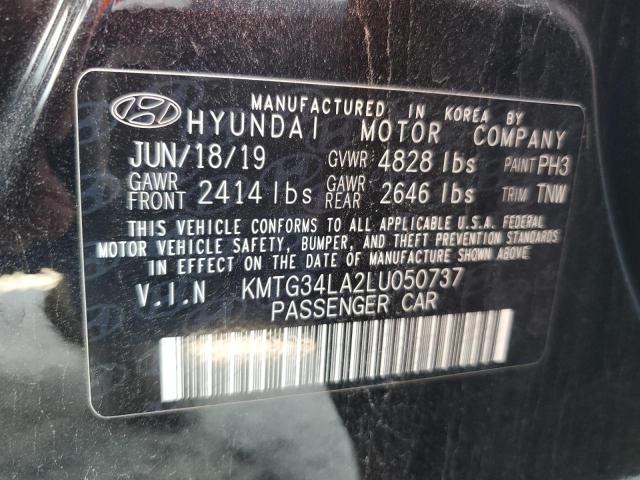 MANUFACTURED IN KOREA BY
HYUNDAI MOTOR COMPANY
JUN/18/19 GVWR 4828 lbs PAINT PH3
GAWR FRONT 2414 lbs GAWR REAR 2646 lbs TRIM TNW
THIS VEHICLE CONFORMS TO ALL APPLICABLE U.S.A. FEDERAL
MOTOR VEHICLE SAFETY, BUMPER, AND THEFT PREVENTION STANDARDS
IN EFFECT ON THE DATE OF MANUFACTURE SHOWN ABOVE.
V.I.N KMTG34LA2LU050737
PASSENGER CAR